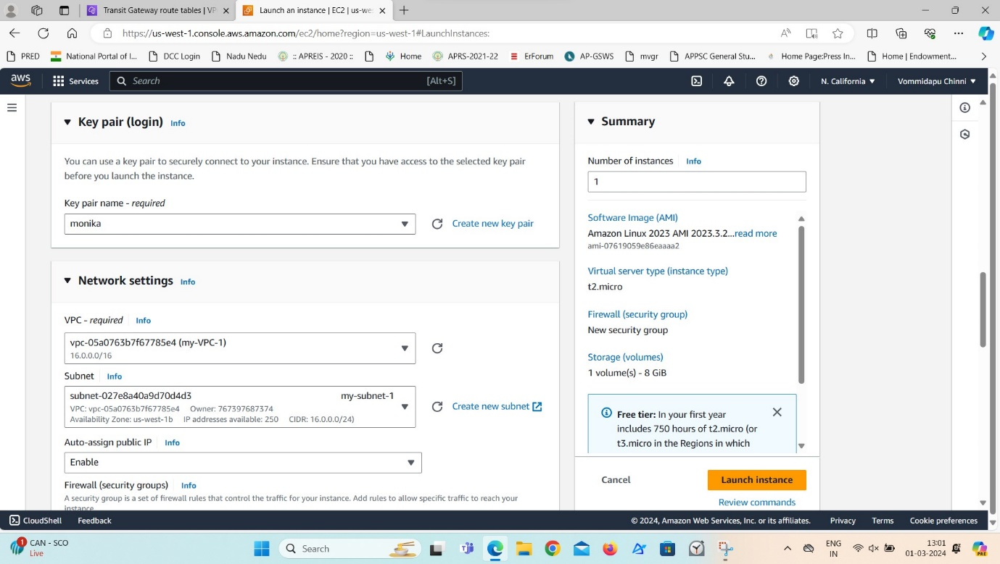 Transit Gateway route tables | VP
Launch an instance | EC2 | us-we
https://us-west-1.console.aws.amazon.com/ec2/home?region=us-west-1#LaunchInstances:
PRED National Portal of I... DCC Login Nadu Nedu :: APREIS - 2020 :: Home APRS-2021-22 ErForum AP-GSWS mvgr APPSC General Stu... Home Page:Press In... Home | Endowment...
aws Services Search [Alt+S] N. California Vommidapu Chinni
Key pair (login) Info
You can use a key pair to securely connect to your instance. Ensure that you have access to the selected key pair
before you launch the instance.
Key pair name - required
monika
Create new key pair
Network settings Info
VPC - required Info
vpc-05a0763b7f67785e4 (my-VPC-1)
16.0.0.0/16
Subnet Info
subnet-027e8a40a9d70d4d3 my-subnet-1
VPC: vpc-05a0763b7f67785e4 Owner: 767397687374
Availability Zone: us-west-1b IP addresses available: 250 CIDR: 16.0.0.0/24)
Create new subnet
Auto-assign public IP Info
Enable
Firewall (security groups) Info
A security group is a set of firewall rules that control the traffic for your instance. Add rules to allow specific traffic to reach your
instance.
Summary
Number of instances Info
1
Software Image (AMI)
Amazon Linux 2023 AMI 2023.3.2...read more
ami-07619059e86eaaaa2
Virtual server type (instance type)
t2.micro
Firewall (security group)
New security group
Storage (volumes)
1 volume(s) - 8 GiB
Free tier: In your first year
includes 750 hours of t2.micro (or
t3.micro in the Regions in which
Cancel
Launch instance
Review commands
CloudShell Feedback © 2024, Amazon Web Services, Inc. or its affiliates. Privacy Terms Cookie preferences
1
CAN - SCO
Live
Search
ENG
IN
13:01
01-03-2024
PRE